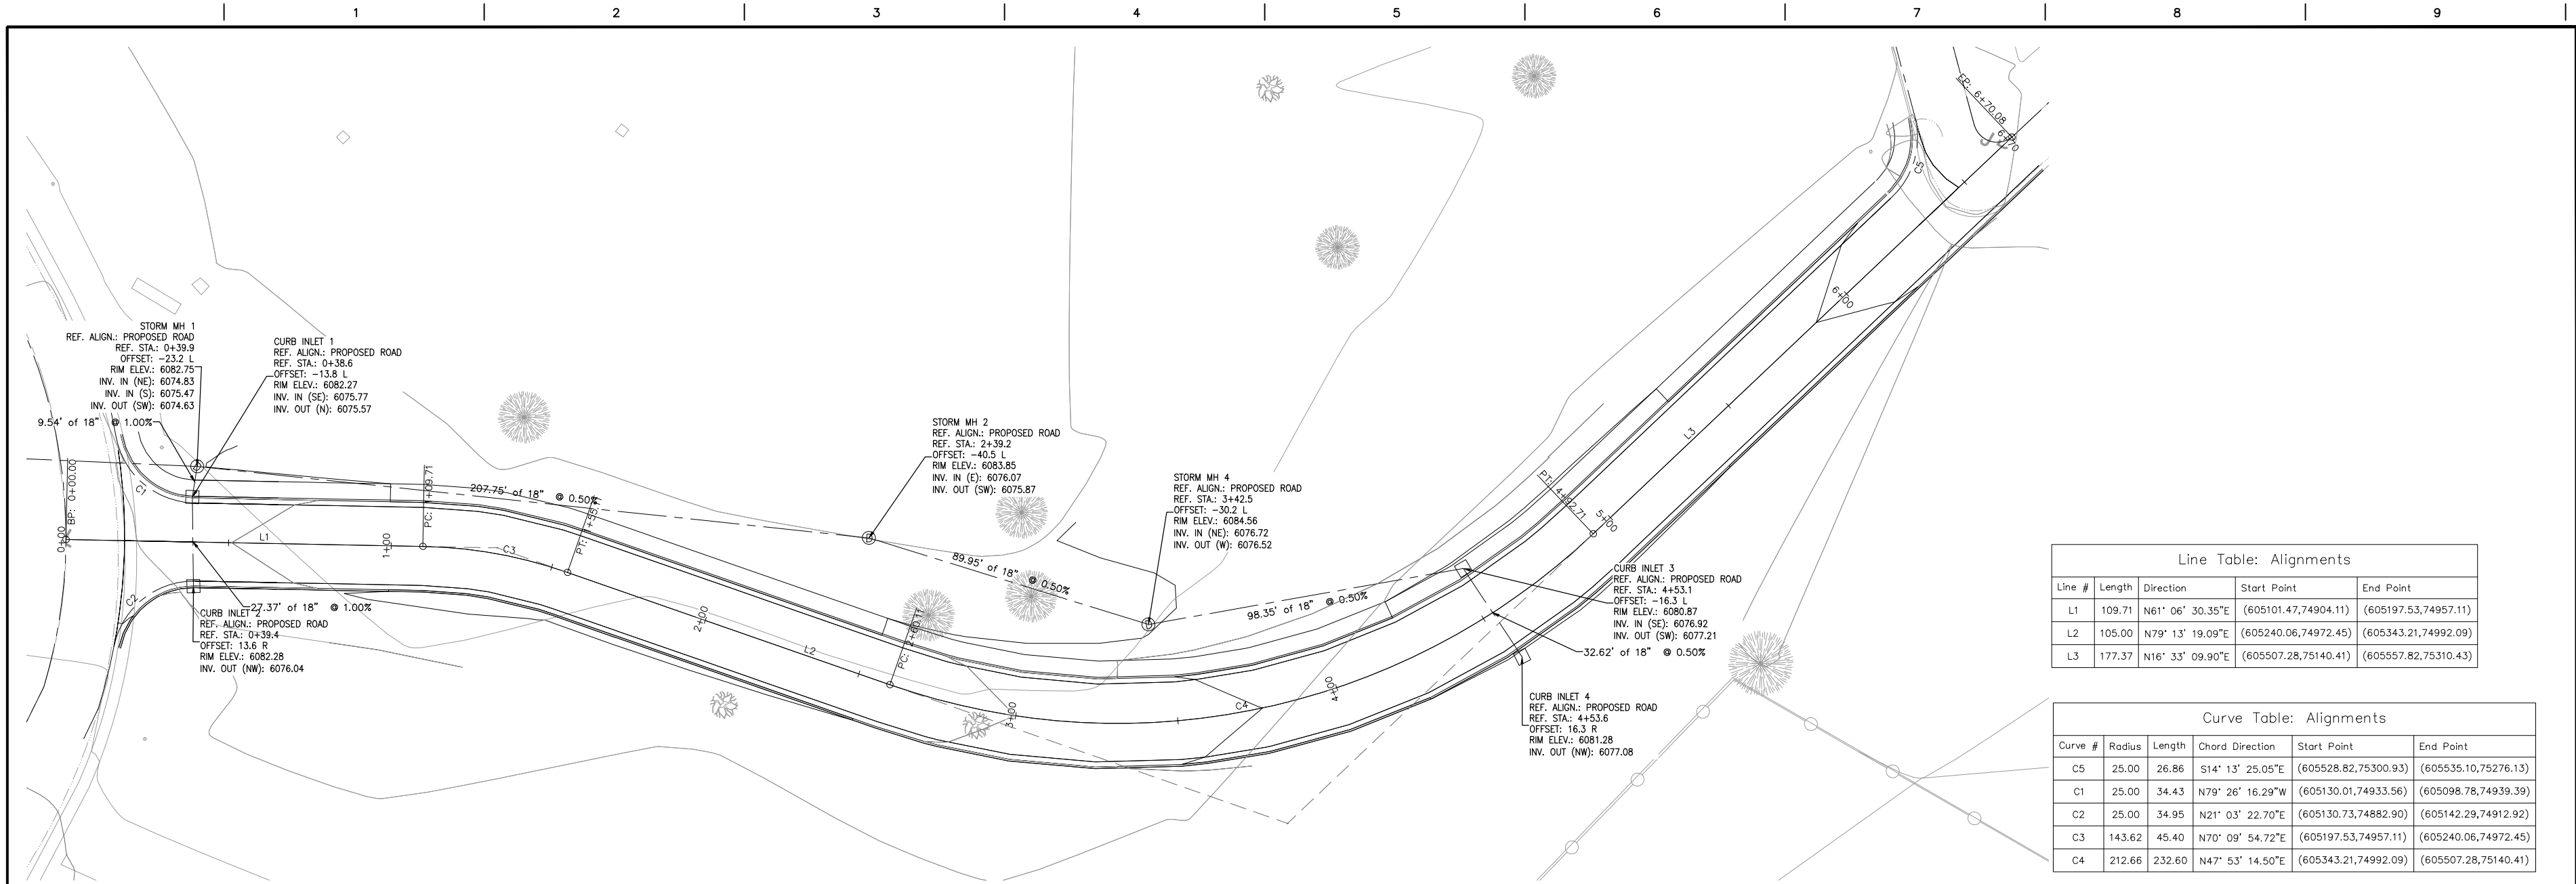 1 2 3 4 5 6 7 8 9
EP: 6+70.08
6+70
C5
6+00
STORM MH 1
REF. ALIGN.: PROPOSED ROAD
REF. STA.: 0+39.9
OFFSET: -23.2 L
RIM ELEV.: 6082.75
INV. IN (NE): 6074.83
INV. IN (S): 6075.47
INV. OUT (SW): 6074.63
CURB INLET 1
REF. ALIGN.: PROPOSED ROAD
REF. STA.: 0+38.6
OFFSET: -13.8 L
RIM ELEV.: 6082.27
INV. IN (SE): 6075.77
INV. OUT (N): 6075.57
9.54' of 18" @ 1.00%
STORM MH 2
REF. ALIGN.: PROPOSED ROAD
REF. STA.: 2+39.2
OFFSET: -40.5 L
RIM ELEV.: 6083.85
INV. IN (E): 6076.07
INV. OUT (SW): 6075.87
STORM MH 4
REF. ALIGN.: PROPOSED ROAD
REF. STA.: 3+42.5
OFFSET: -30.2 L
RIM ELEV.: 6084.56
INV. IN (NE): 6076.72
INV. OUT (W): 6076.52
L3
PT: 4+92.71
5+00
C1
BP: 0+00.00
0+00
L1
1+00
PC: 1+09.71
207.75' of 18" @ 0.50%
C3
89.95' of 18" @ 0.50%
98.35' of 18" @ 0.50%
C2
27.37' of 18" @ 1.00%
CURB INLET 2
REF. ALIGN.: PROPOSED ROAD
REF. STA.: 0+39.4
OFFSET: 13.6 R
RIM ELEV.: 6082.28
INV. OUT (NW): 6076.04
2+00
L2
PC: 2+60.11
3+00
C4
4+00
CURB INLET 3
REF. ALIGN.: PROPOSED ROAD
REF. STA.: 4+53.1
OFFSET: -16.3 L
RIM ELEV.: 6080.87
INV. IN (SE): 6076.92
INV. OUT (SW): 6077.21
32.62' of 18" @ 0.50%
CURB INLET 4
REF. ALIGN.: PROPOSED ROAD
REF. STA.: 4+53.6
OFFSET: 16.3 R
RIM ELEV.: 6081.28
INV. OUT (NW): 6077.08
Line Table: Alignments
Line # Length Direction Start Point End Point
L1 109.71 N61° 06' 30.35"E (605101.47,74904.11) (605197.53,74957.11)
L2 105.00 N79° 13' 19.09"E (605240.06,74972.45) (605343.21,74992.09)
L3 177.37 N16° 33' 09.90"E (605507.28,75140.41) (605557.82,75310.43)
Curve Table: Alignments
Curve # Radius Length Chord Direction Start Point End Point
C5 25.00 26.86 S14° 13' 25.05"E (605528.82,75300.93) (605535.10,75276.13)
C1 25.00 34.43 N79° 26' 16.29"W (605130.01,74933.56) (605098.78,74939.39)
C2 25.00 34.95 N21° 03' 22.70"E (605130.73,74882.90) (605142.29,74912.92)
C3 143.62 45.40 N70° 09' 54.72"E (605197.53,74957.11) (605240.06,74972.45)
C4 212.66 232.60 N47° 53' 14.50"E (605343.21,74992.09) (605507.28,75140.41)